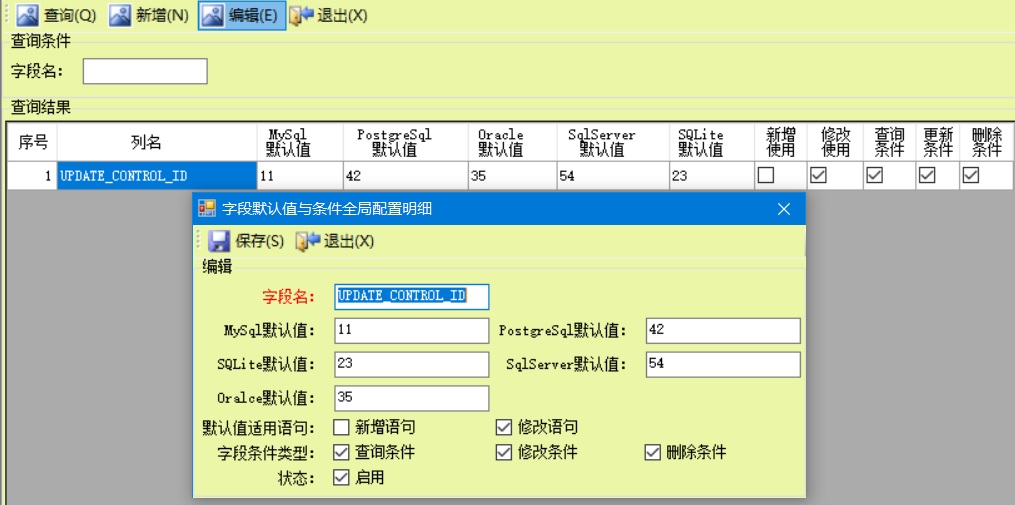 查询(Q) 新增(N) 编辑(E) 退出(X)
查询条件
字段名：
查询结果
序号 列名 MySql默认值 PostgreSql默认值 Oracle默认值 SqlServer默认值 SQLite默认值 新增使用 修改使用 查询条件 更新条件 删除条件
1 UPDATE_CONTROL_ID 11 42 35 54 23
字段默认值与条件全局配置明细
保存(S) 退出(X)
编辑
字段名： UPDATE_CONTROL_ID
MySql默认值： 11 PostgreSql默认值： 42
SQLite默认值： 23 SqlServer默认值： 54
Oralce默认值： 35
默认值适用语句： 新增语句 修改语句
字段条件类型： 查询条件 修改条件 删除条件
状态： 启用